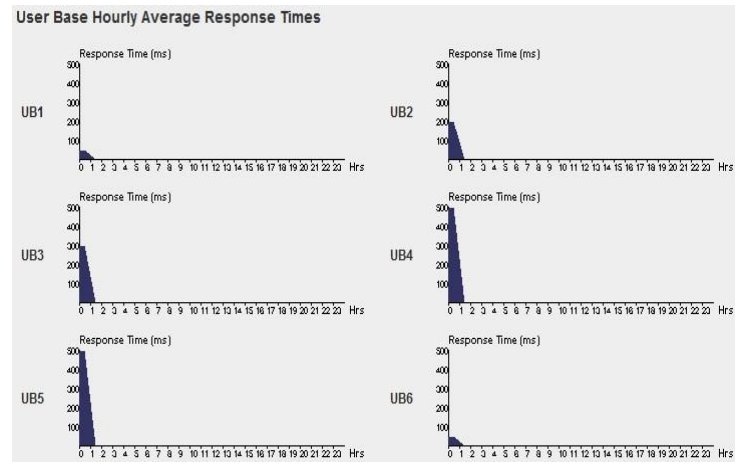 User Base Hourly Average Response Times
UB1
Response Time (ms)
500
400
300
200
100
0 1 2 3 4 5 6 7 8 9 10 11 12 13 14 15 16 17 18 19 20 21 22 23 Hrs
UB2
Response Time (ms)
500
400
300
200
100
0 1 2 3 4 5 6 7 8 9 10 11 12 13 14 15 16 17 18 19 20 21 22 23 Hrs
UB3
Response Time (ms)
500
400
300
200
100
0 1 2 3 4 5 6 7 8 9 10 11 12 13 14 15 16 17 18 19 20 21 22 23 Hrs
UB4
Response Time (ms)
500
400
300
200
100
0 1 2 3 4 5 6 7 8 9 10 11 12 13 14 15 16 17 18 19 20 21 22 23 Hrs
UB5
Response Time (ms)
500
400
300
200
100
0 1 2 3 4 5 6 7 8 9 10 11 12 13 14 15 16 17 18 19 20 21 22 23 Hrs
UB6
Response Time (ms)
500
400
300
200
100
0 1 2 3 4 5 6 7 8 9 10 11 12 13 14 15 16 17 18 19 20 21 22 23 Hrs